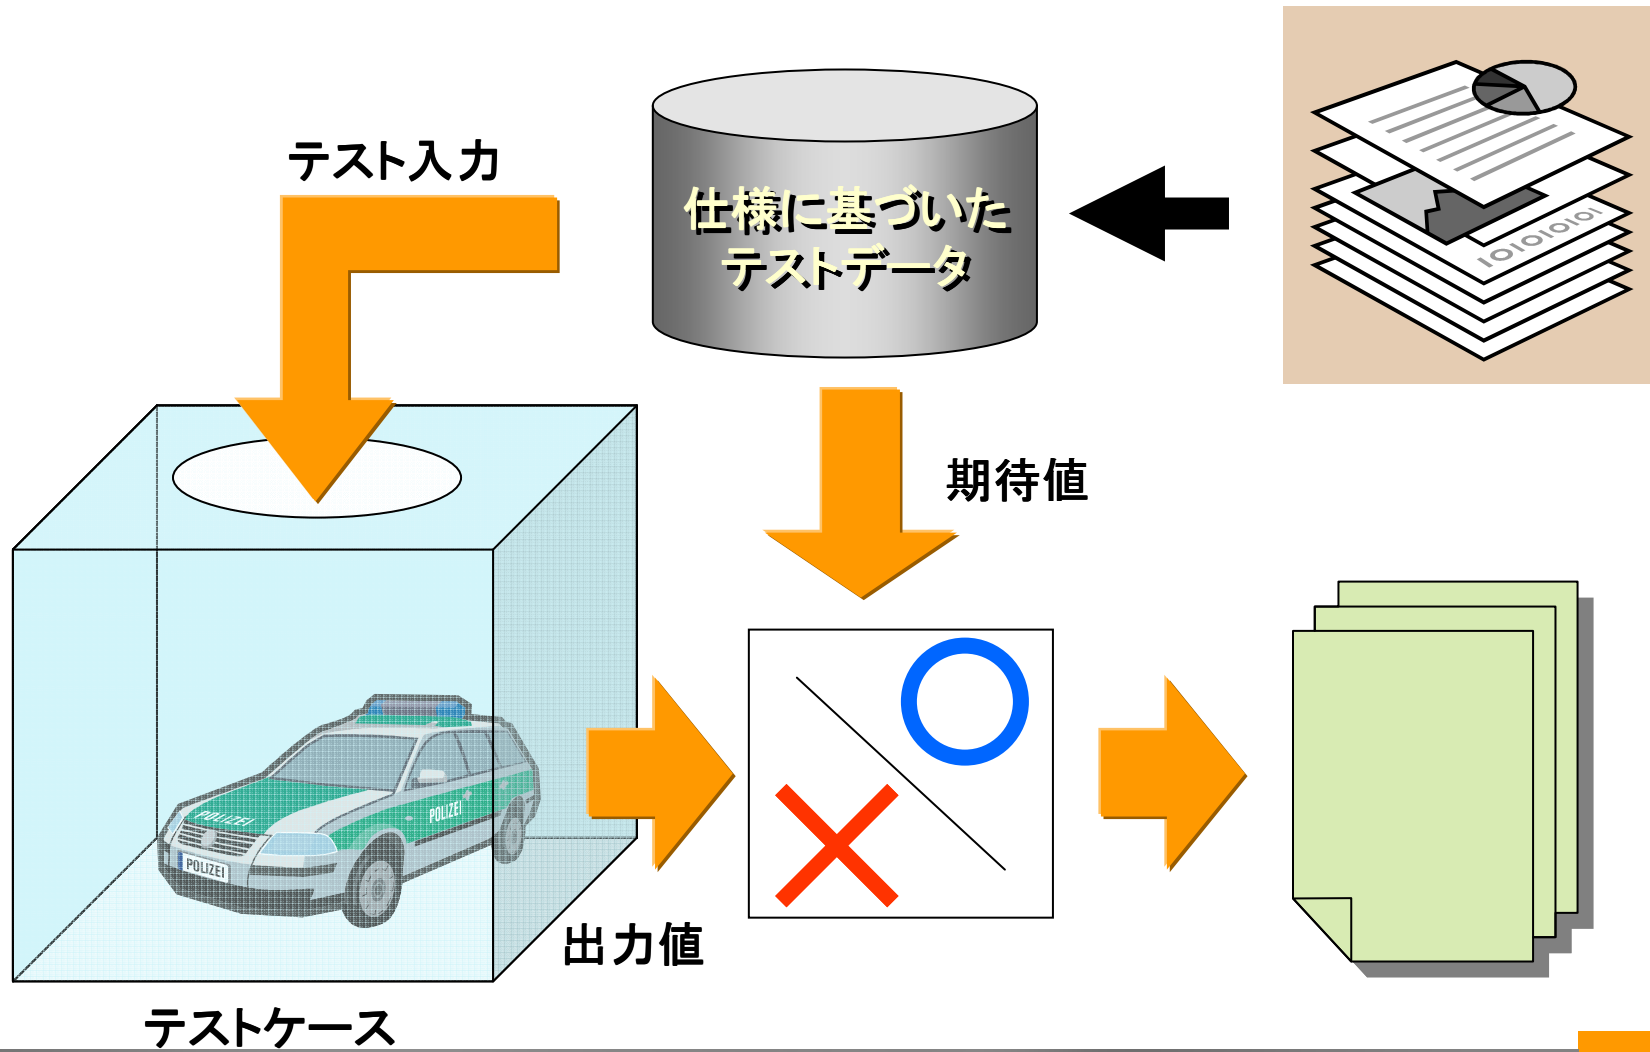 テスト入力
仕様に基づいた
テストデータ
IOIOIOIOI
期待値
POLIZEI
POLIZEI
POLIZEI
出力値
テストケース